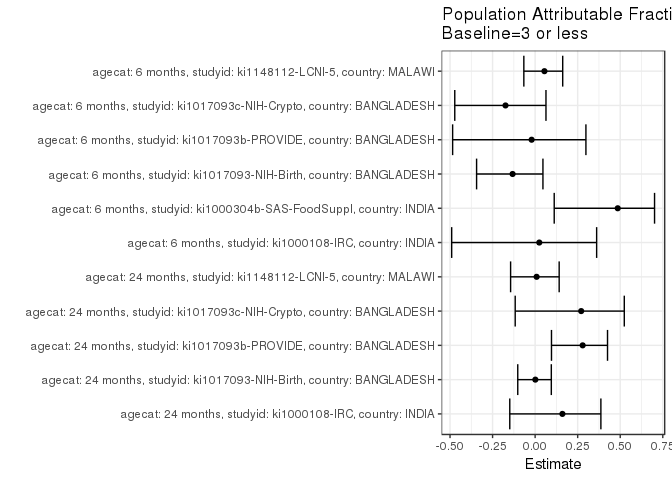 Population Attributable Fracti
Baseline=3 or less
agecat: 6 months, studyid: ki1148112-LCNI-5, country: MALAWI
agecat: 6 months, studyid: ki1017093c-NIH-Crypto, country: BANGLADESH
agecat: 6 months, studyid: ki1017093b-PROVIDE, country: BANGLADESH
agecat: 6 months, studyid: ki1017093-NIH-Birth, country: BANGLADESH
agecat: 6 months, studyid: ki1000304b-SAS-FoodSuppl, country: INDIA
agecat: 6 months, studyid: ki1000108-IRC, country: INDIA
agecat: 24 months, studyid: ki1148112-LCNI-5, country: MALAWI
agecat: 24 months, studyid: ki1017093c-NIH-Crypto, country: BANGLADESH
agecat: 24 months, studyid: ki1017093b-PROVIDE, country: BANGLADESH
agecat: 24 months, studyid: ki1017093-NIH-Birth, country: BANGLADESH
agecat: 24 months, studyid: ki1000108-IRC, country: INDIA
-0.50 -0.25 0.00 0.25 0.50 0.75
Estimate